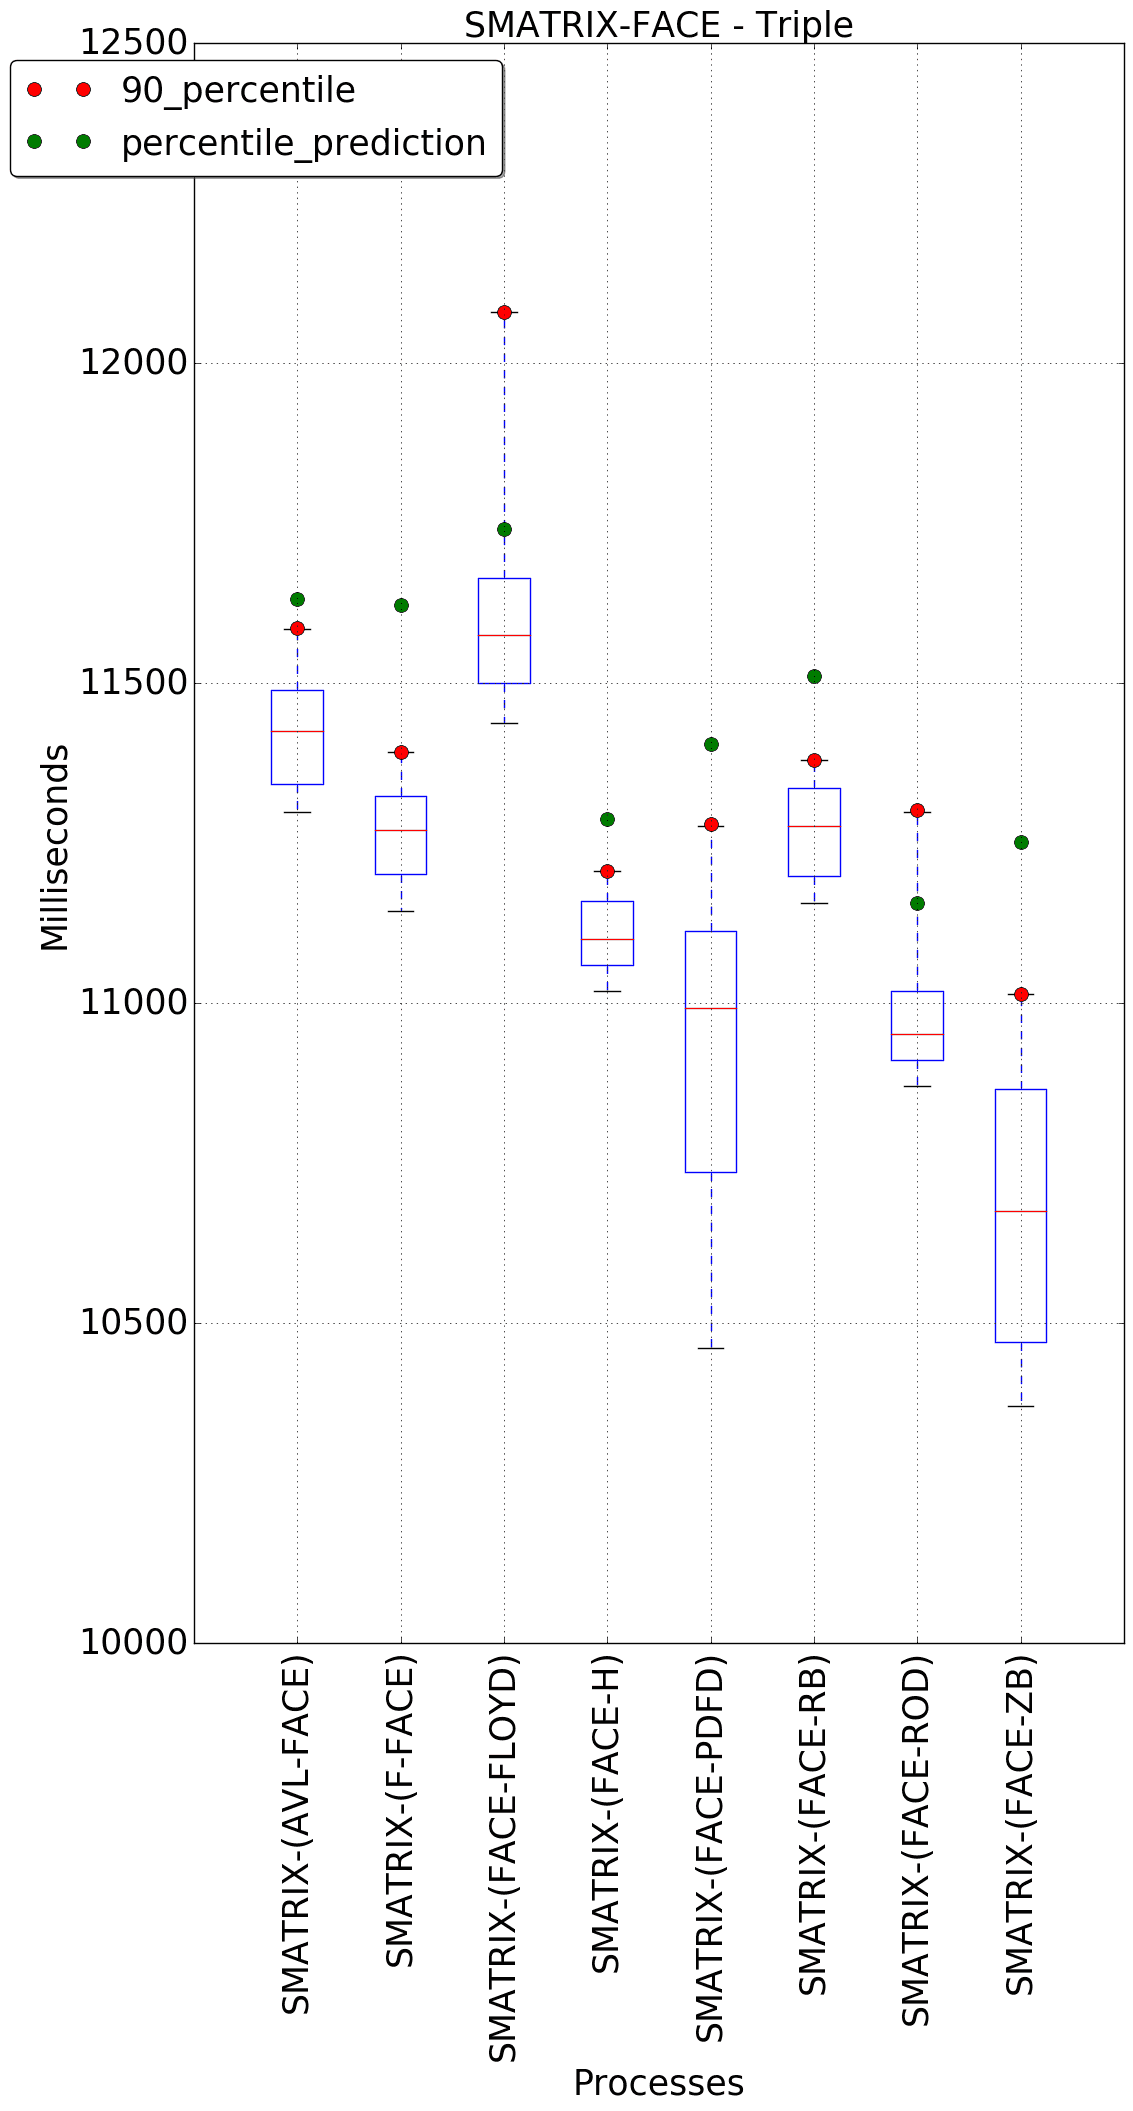 SMATRIX-FACE - Triple
90_percentile
percentile_prediction
12500
12000
11500
11000
10500
10000
Milliseconds
SMATRIX-(AVL-FACE)
SMATRIX-(F-FACE)
SMATRIX-(FACE-FLOYD)
SMATRIX-(FACE-H)
SMATRIX-(FACE-PDFD)
SMATRIX-(FACE-RB)
SMATRIX-(FACE-ROD)
SMATRIX-(FACE-ZB)
Processes